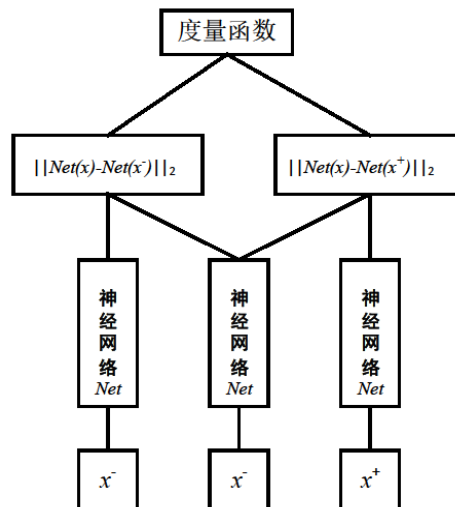 度量函数
||Net(x)-Net(x⁻)||₂
||Net(x)-Net(x⁺)||₂
神经网络
Net
神经网络
Net
神经网络
Net
x⁻
x⁻
x⁺